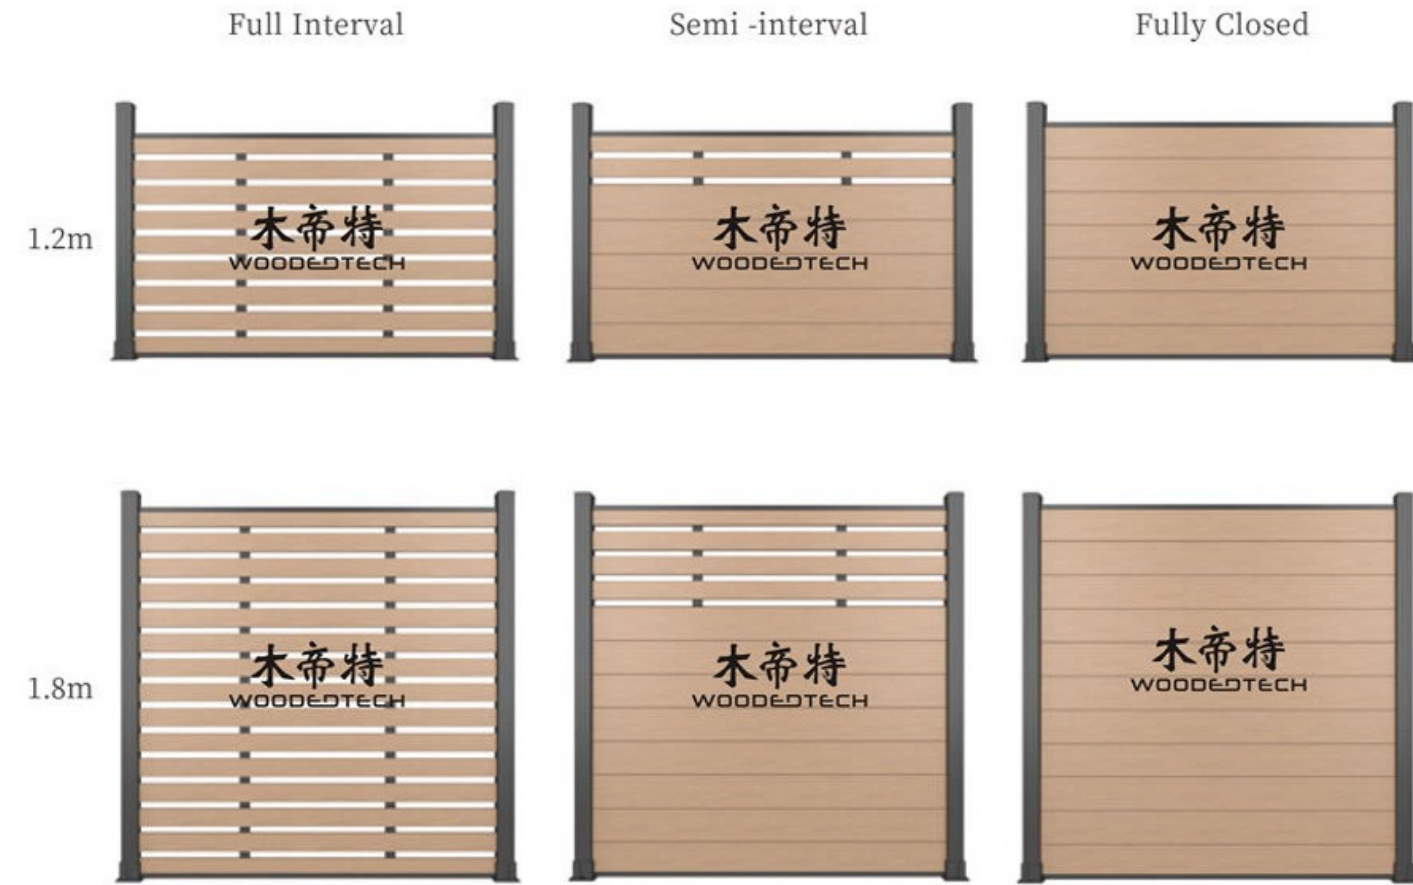 Full Interval
Semi -interval
Fully Closed
1.2m
木帝特
WOODEDTECH
木帝特
WOODEDTECH
木帝特
WOODEDTECH
1.8m
木帝特
WOODEDTECH
木帝特
WOODEDTECH
木帝特
WOODEDTECH